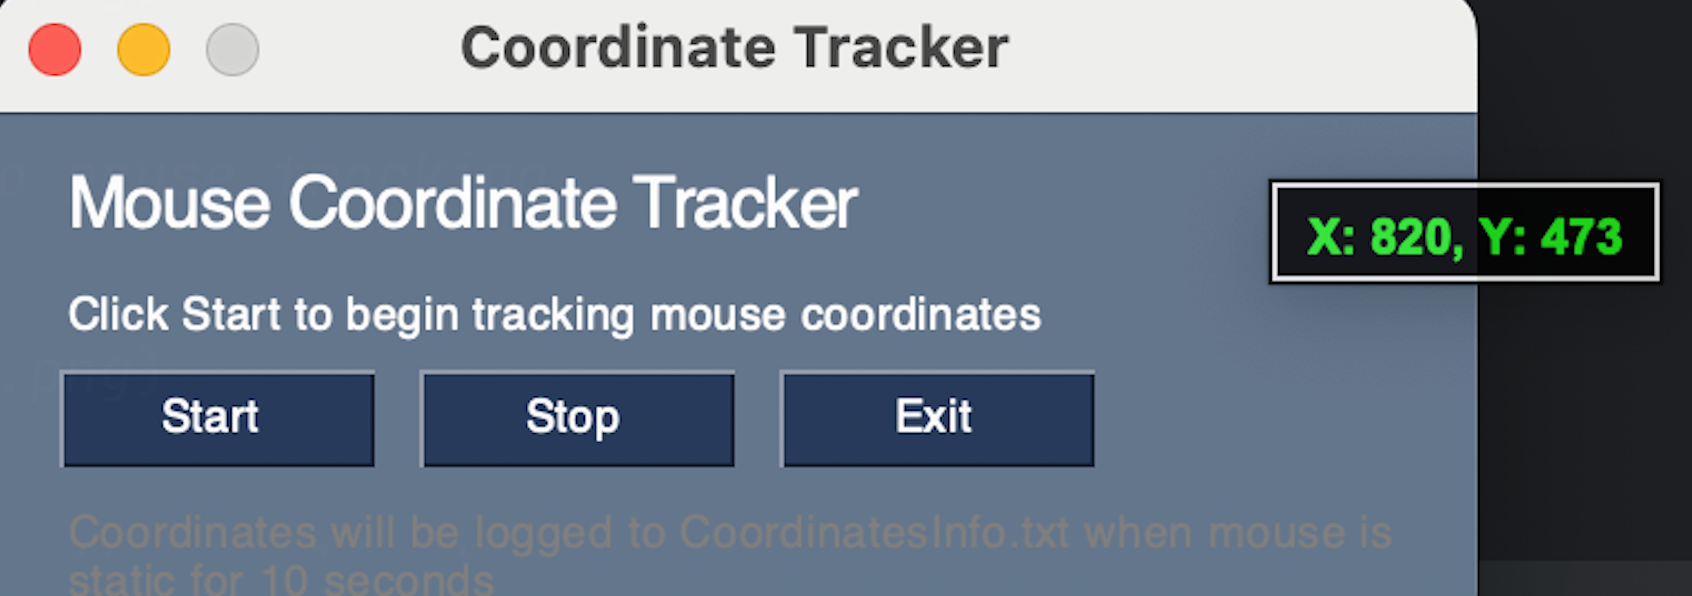 Coordinate Tracker
Mouse Coordinate Tracker
X: 820, Y: 473
Click Start to begin tracking mouse coordinates
Start
Stop
Exit
Coordinates will be logged to CoordinatesInfo.txt when mouse is
static for 10 seconds